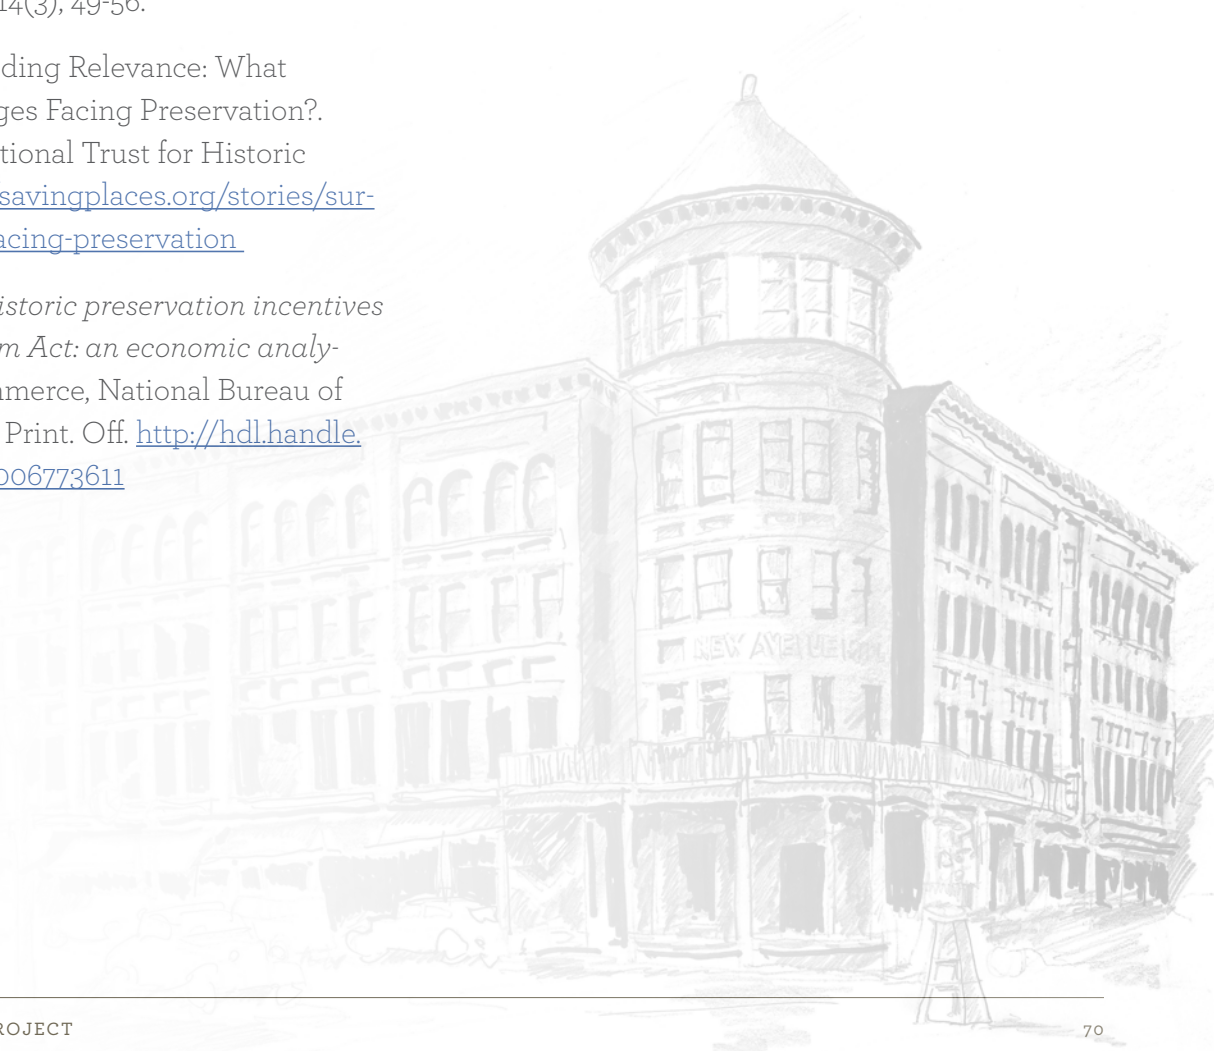 14(3), 49-56.
ding Relevance: What
ges Facing Preservation?.
tional Trust for Historic
savingplaces.org/stories/sur-
acing-preservation
istoric preservation incentives
m Act: an economic analy-
mmerce, National Bureau of
Print. Off. http://hdl.handle.
006773611
NEW AVENUE
ROJECT
70